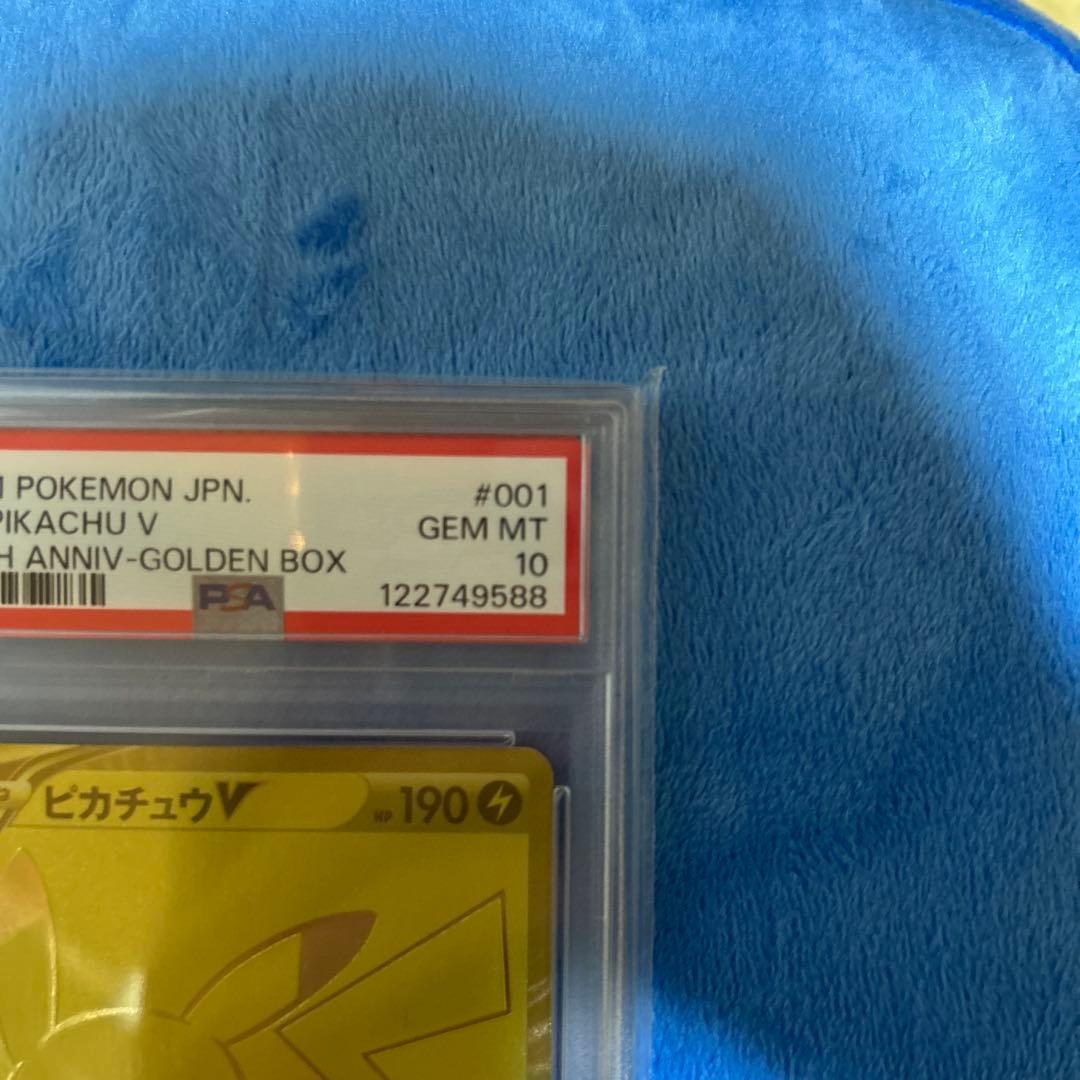 POKEMON JPN. #001
PIKACHU V GEM MT
ANNIV-GOLDEN BOX 10
PSA 122749588
ピカチュウV HP 190